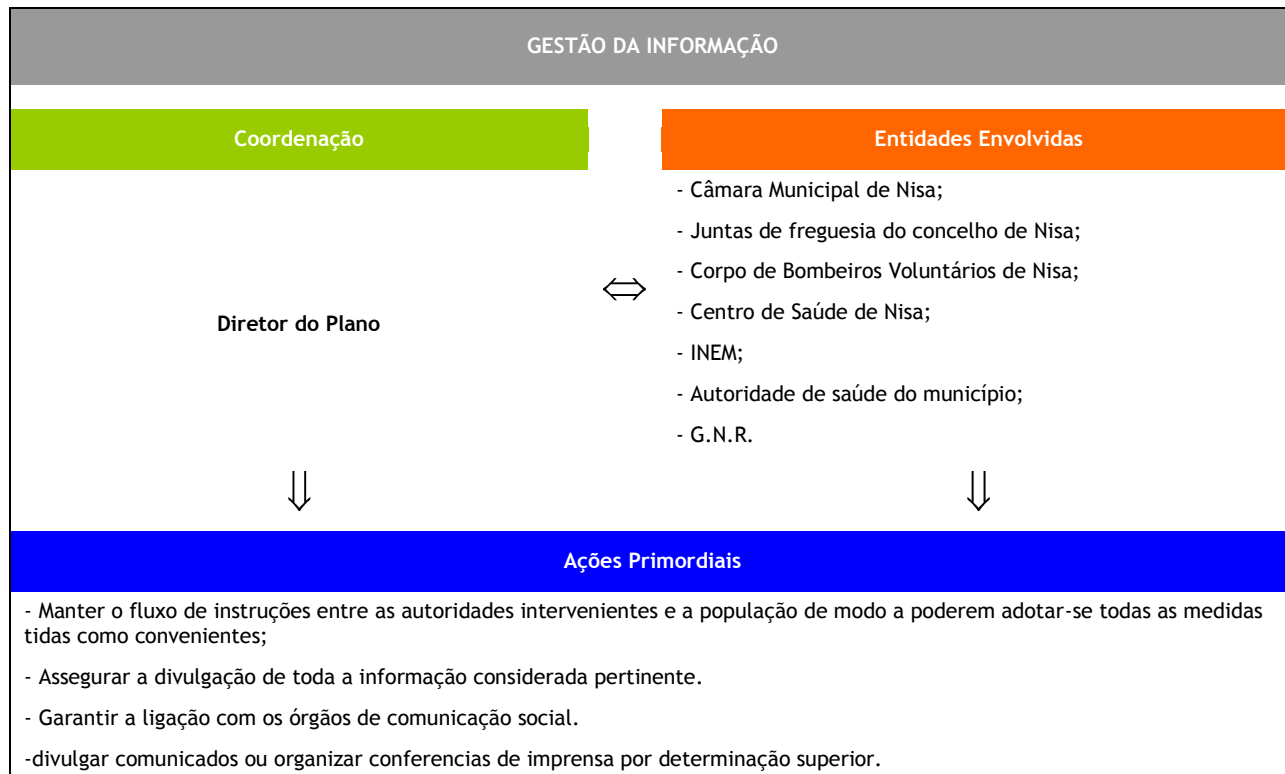 GESTÃO DA INFORMAÇÃO
Coordenação
Entidades Envolvidas
Diretor do Plano
- Câmara Municipal de Nisa;
- Juntas de freguesia do concelho de Nisa;
- Corpo de Bombeiros Voluntários de Nisa;
- Centro de Saúde de Nisa;
- INEM;
- Autoridade de saúde do município;
- G.N.R.
Ações Primordiais
- Manter o fluxo de instruções entre as autoridades intervenientes e a população de modo a poderem adotar-se todas as medidas
tidas como convenientes;
- Assegurar a divulgação de toda a informação considerada pertinente.
- Garantir a ligação com os órgãos de comunicação social.
-divulgar comunicados ou organizar conferencias de imprensa por determinação superior.